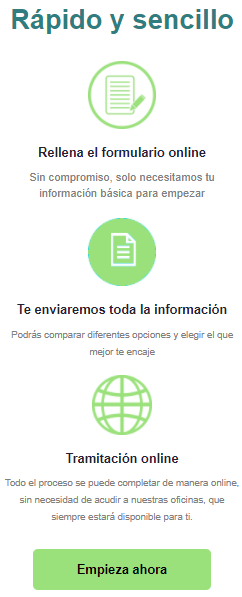 Rápido y sencillo
Rellena el formulario online
Sin compromiso, solo necesitamos tu
información básica para empezar
Te enviaremos toda la información
Podrás comparar diferentes opciones y elegir el que
mejor te encaje
Tramitación online
Todo el proceso se puede completar de manera online,
sin necesidad de acudir a nuestras oficinas, que
siempre estará disponible para ti.
Empieza ahora